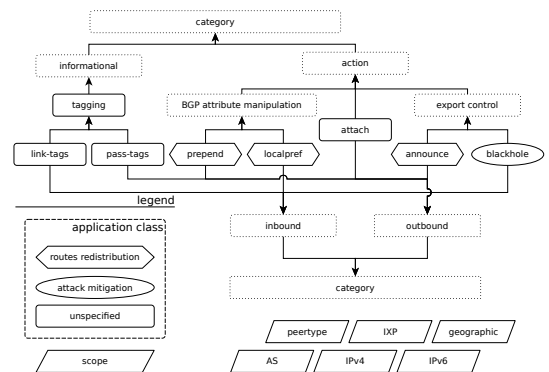 category
informational
action
tagging
BGP attribute manipulation
export control
attach
link-tags
pass-tags
prepend
localpref
announce
blackhole
legend
application class
inbound
outbound
routes redistribution
attack mitigation
category
unspecified
peertype
IXP
geographic
scope
AS
IPv4
IPv6